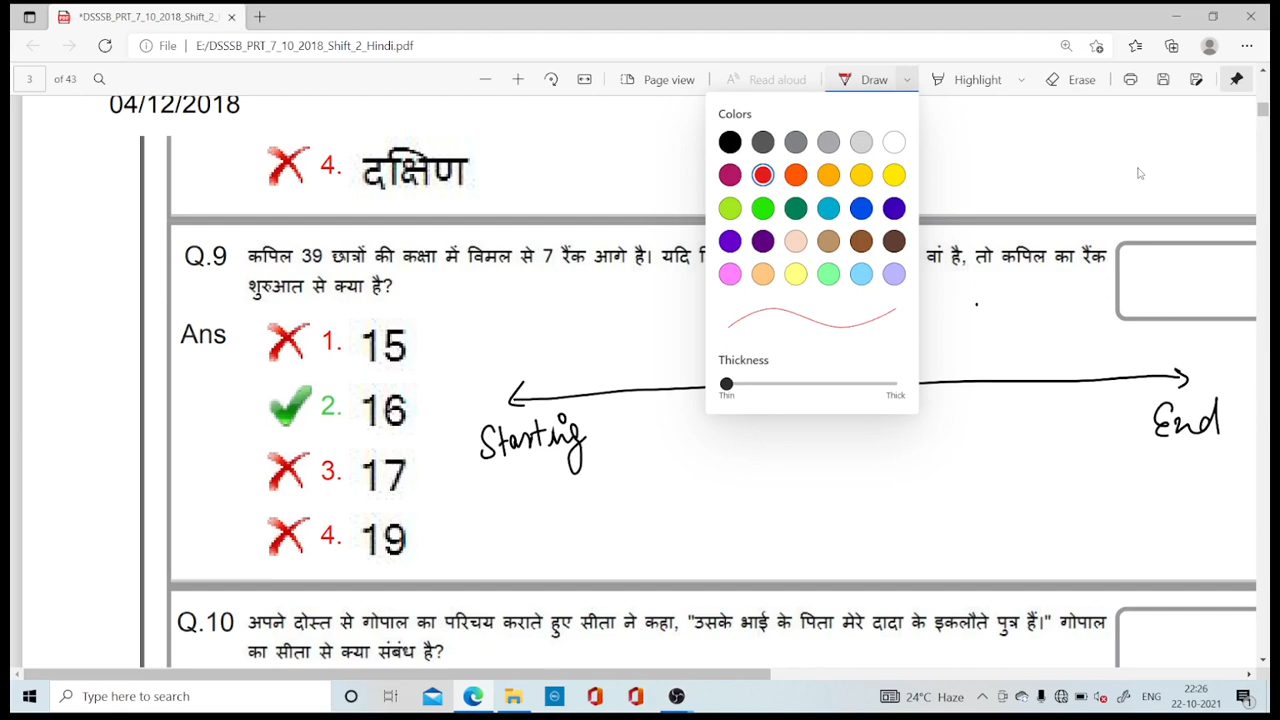 *DSSSB_PRT_7_10_2018_Shift_2_H
File E:/DSSSB_PRT_7_10_2018_Shift_2_Hindi.pdf
3 of 43 Page view Read aloud Draw Highlight Erase
04/12/2018
Colors
4. दक्षिण
Q.9 कपिल 39 छात्रों की कक्षा में विमल से 7 रैंक आगे है। यदि वां है, तो कपिल का रैंक
शुरुआत से क्या है?
Ans 1. 15
2. 16
3. 17
4. 19
Thickness
Thin Thick
Starting End
Q.10 अपने दोस्त से गोपाल का परिचय कराते हुए सीता ने कहा, "उसके भाई के पिता मेरे दादा के इकलौते पुत्र हैं।" गोपाल
का सीता से क्या संबंध है?
Type here to search 24°C Haze ENG 22:26
22-10-2021